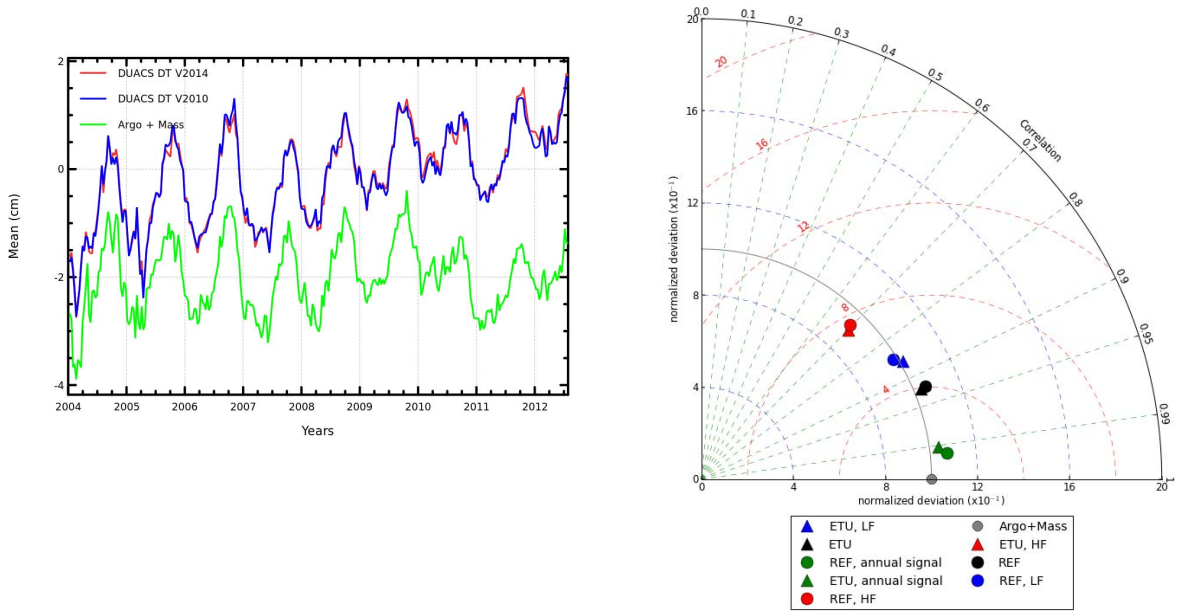 2
0
-2
-4
Mean (cm)
DUACS DT V2014
DUACS DT V2010
Argo + Mass
2004 2005 2006 2007 2008 2009 2010 2011 2012
Years
0.0 0.1 0.2 0.3 0.4 0.5 0.6 0.7 0.8 0.9 0.95 0.99 1
Correlation
20
16
12
8
4
0
normalized deviation (x10⁻¹)
20
16
12
8
4
0 4 8 12 16 20
normalized deviation (x10⁻¹)
ETU, LF
ETU
REF, annual signal
ETU, annual signal
REF, HF
Argo+Mass
ETU, HF
REF
REF, LF